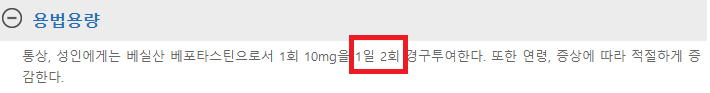 용법용량
통상, 성인에게는 베실산 베포타스틴으로서 1회 10mg을 1일 2회 경구투여한다. 또한 연령, 증상에 따라 적절하게 증
감한다.